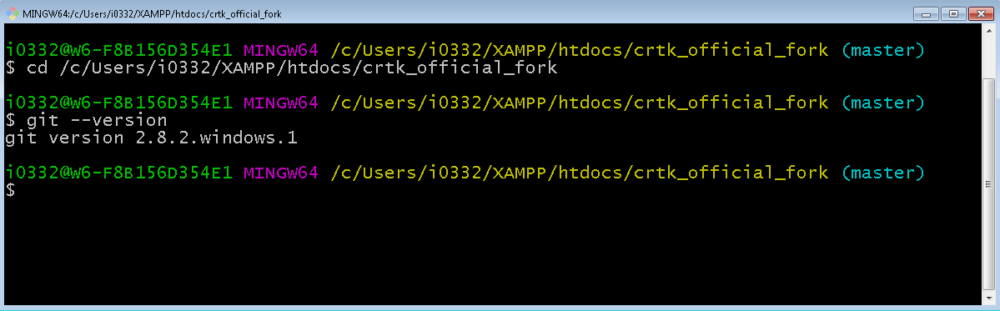 MINGW64:/c/Users/i0332/XAMPP/htdocs/crtk_official_fork
i0332@W6-F8B156D354E1 MINGW64 /c/Users/i0332/XAMPP/htdocs/crtk_official_fork (master)
$ cd /c/Users/i0332/XAMPP/htdocs/crtk_official_fork
i0332@W6-F8B156D354E1 MINGW64 /c/Users/i0332/XAMPP/htdocs/crtk_official_fork (master)
$ git --version
git version 2.8.2.windows.1
i0332@W6-F8B156D354E1 MINGW64 /c/Users/i0332/XAMPP/htdocs/crtk_official_fork (master)
$